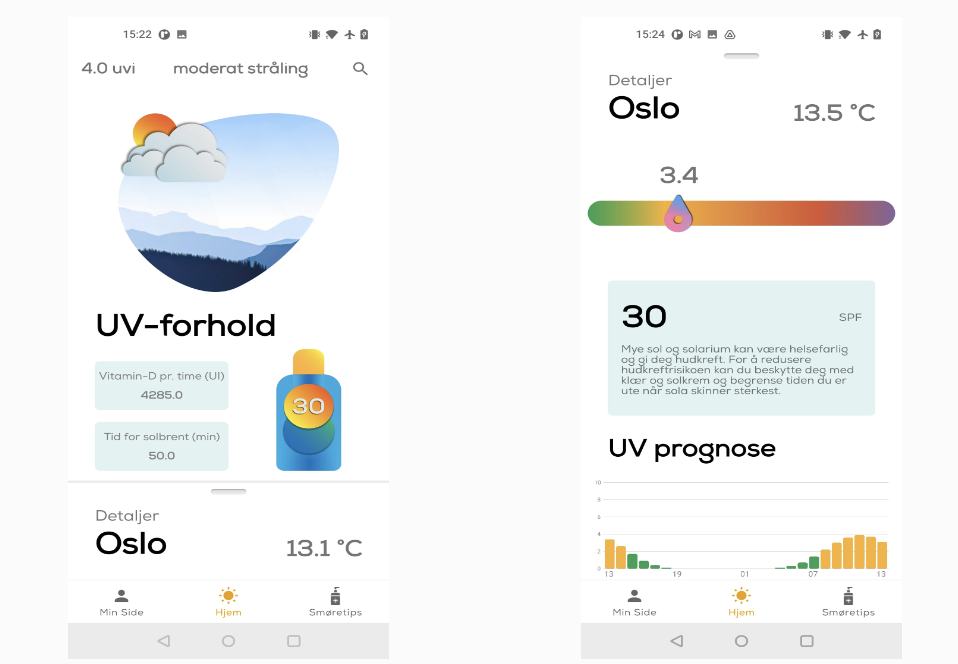 15:22
4.0 uvi moderat stråling
UV-forhold
Vitamin-D pr. time (UI)
4285.0
30
Tid for solbrent (min)
50.0
Detaljer
Oslo 13.1 °C
Min Side Hjem Smøretips
15:24
Detaljer
Oslo 13.5 °C
3.4
30 SPF
Mye sol og solarium kan være helsefarlig
og gi deg hudkreft. For å redusere
hudkreftrisikoen kan du beskytte deg med
klær og solkrem og begrense tiden du er
ute når sola skinner sterkest.
UV prognose
10
8
6
4
2
0
13 19 01 07 13
Min Side Hjem Smøretips